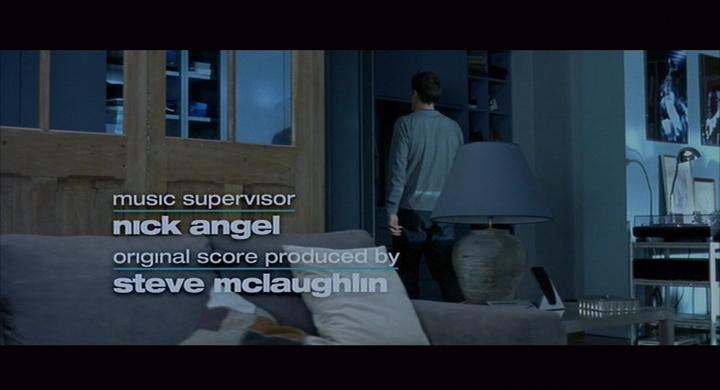 music supervisor
nick angel
original score produced by
steve mclaughlin